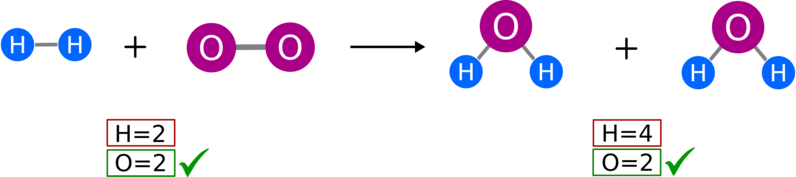 H H + O O → O H H + O H H
H=2 H=4
O=2 ✓ O=2 ✓